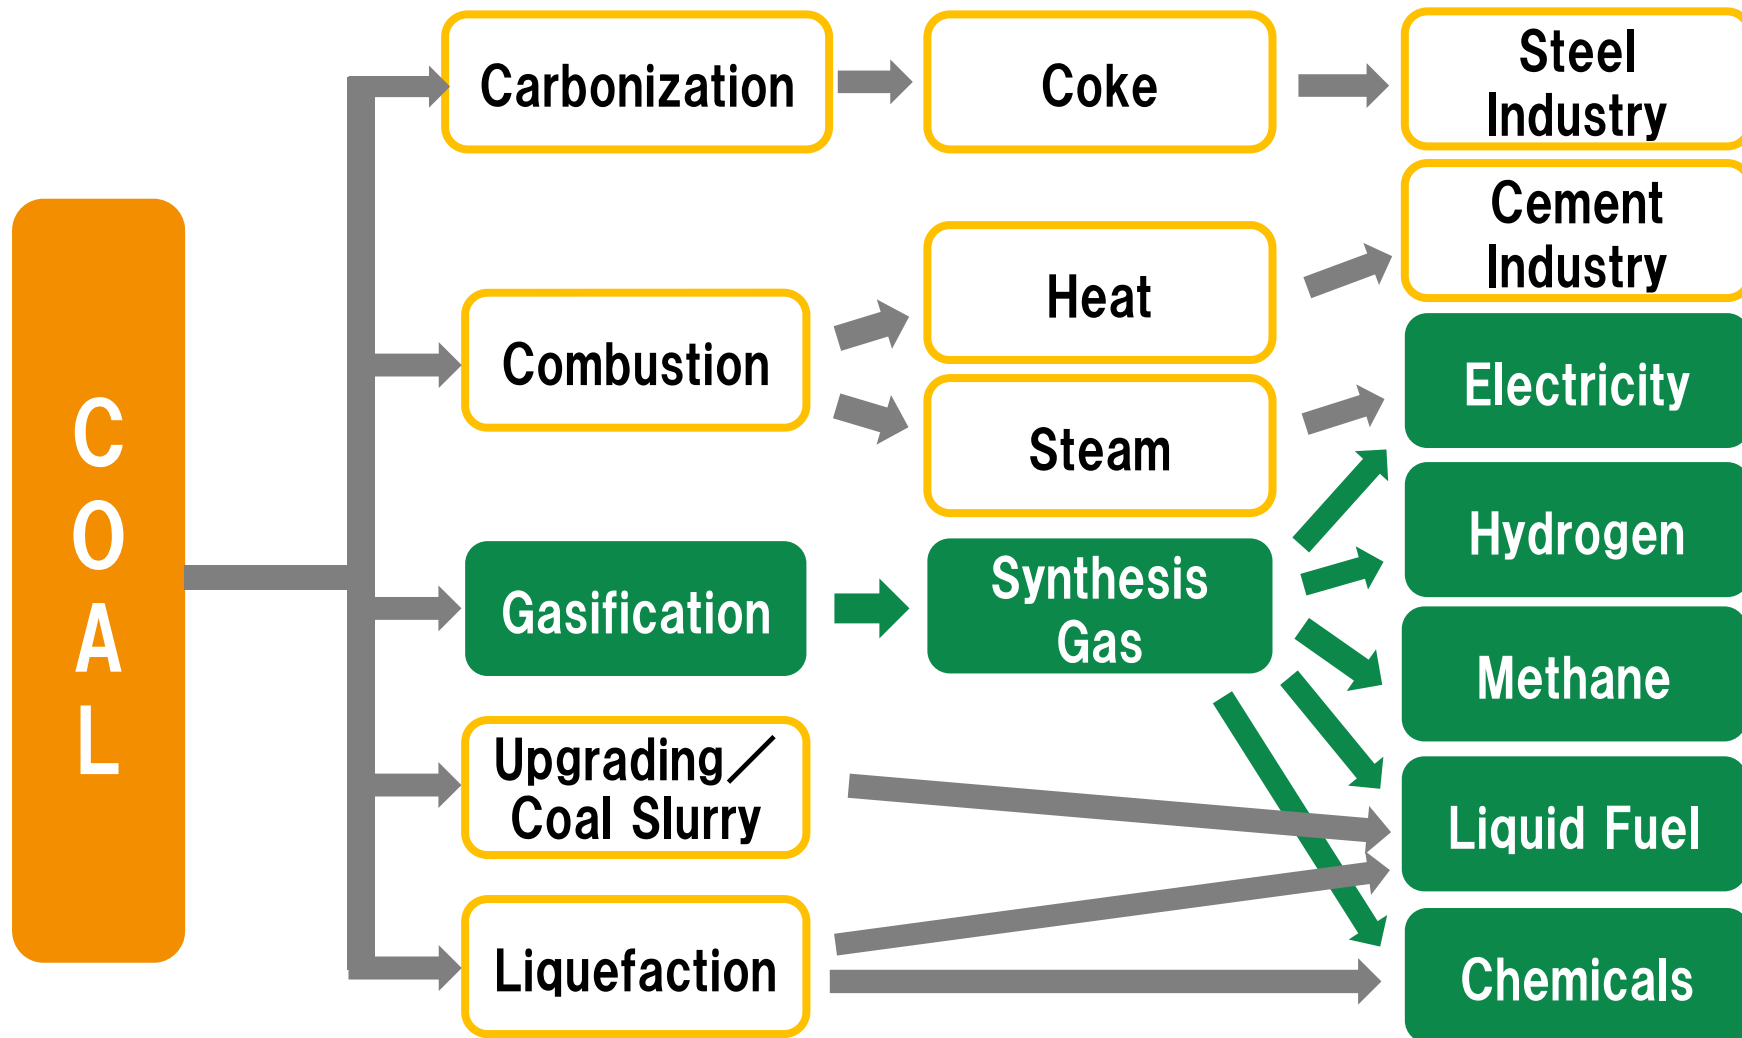 COAL
Carbonization
Coke
Steel
Industry
Combustion
Heat
Cement
Industry
Steam
Electricity
Gasification
Synthesis
Gas
Hydrogen
Methane
Upgrading／
Coal Slurry
Liquid Fuel
Liquefaction
Chemicals